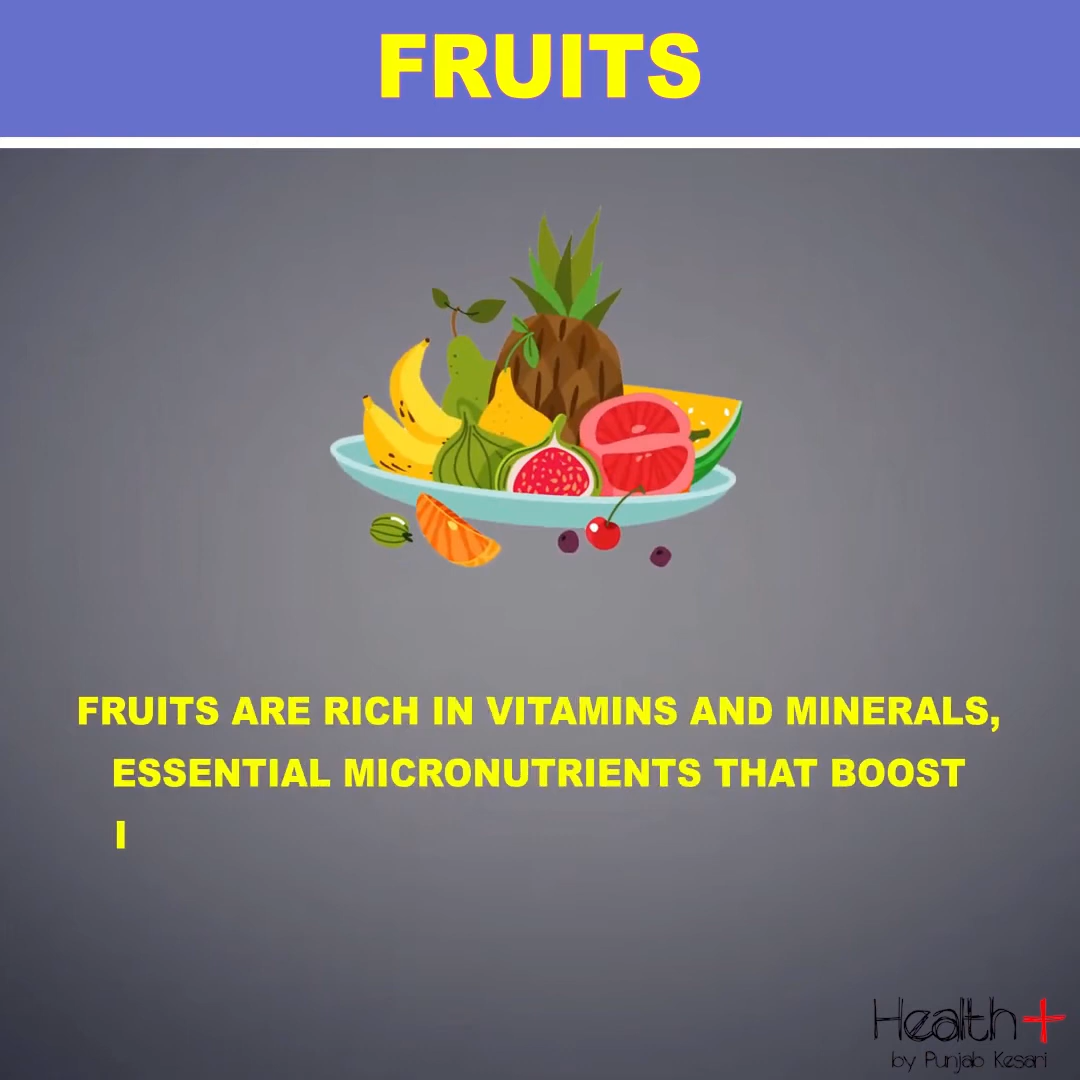 FRUITS
FRUITS ARE RICH IN VITAMINS AND MINERALS,
ESSENTIAL MICRONUTRIENTS THAT BOOST
I
Health+
by Punjab Kesari